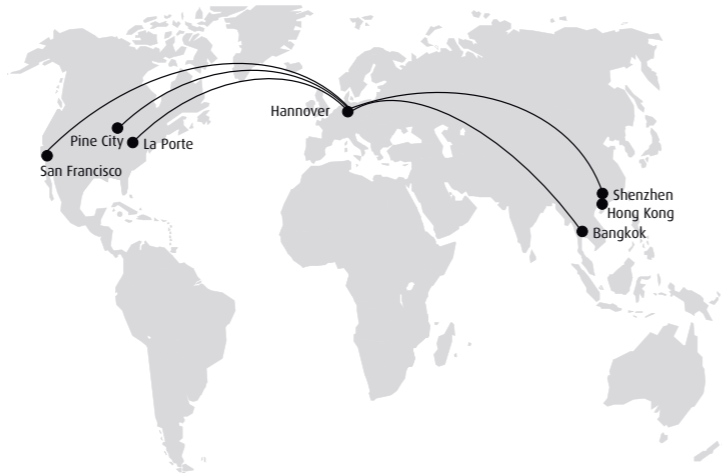 Hannover
Pine City
La Porte
San Francisco
Shenzhen
Hong Kong
Bangkok